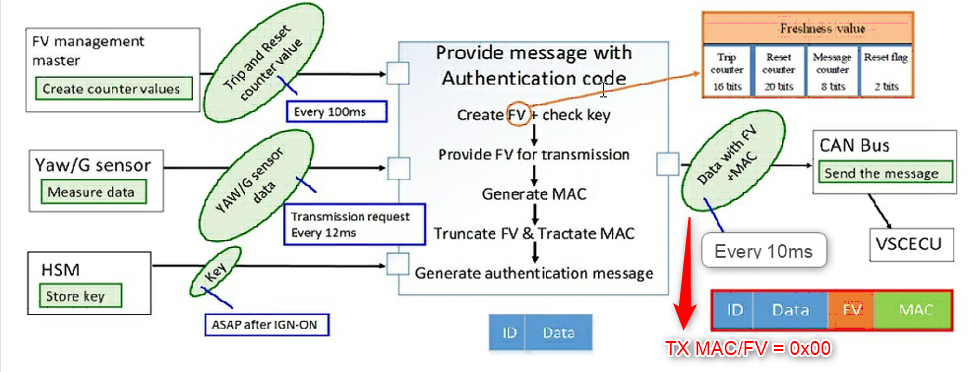 FV management
master
Create counter values
Trip and Reset
counter value
Every 100ms
Yaw/G sensor
Measure data
YAW/G sensor
data
Transmission request
Every 12ms
HSM
Store key
Key
ASAP after IGN-ON
Provide message with
Authentication code
Create FV + check key
Provide FV for transmission
Generate MAC
Truncate FV & Tractate MAC
Generate authentication message
ID Data
Freshness value
Trip
counter
16 bits
Reset
counter
20 bits
Message
counter
8 bits
Reset flag
2 bits
Data with FV
+MAC
Every 10ms
CAN Bus
Send the message
VSCECU
ID Data FV MAC
TX MAC/FV = 0x00